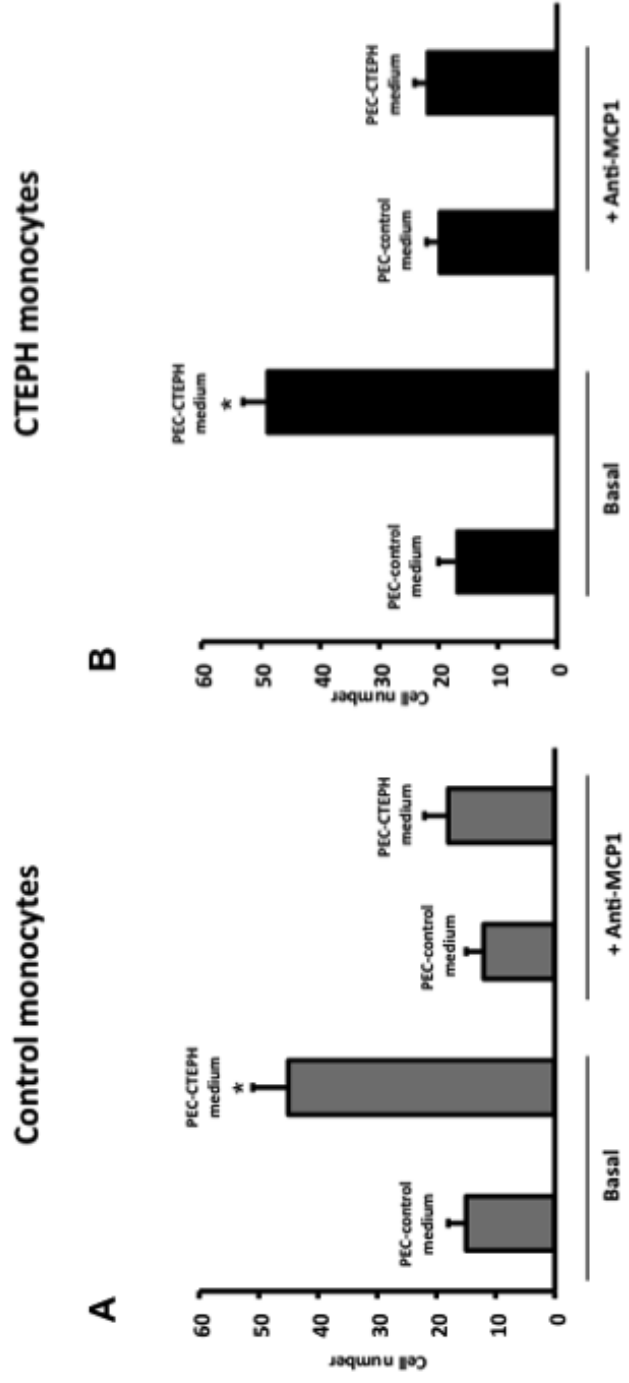 A
Control monocytes
Cell number
60
50
40
30
20
10
0
PEC-control
medium
PEC-CTEPH
medium
*
PEC-control
medium
PEC-CTEPH
medium
Basal
+ Anti-MCP1
B
CTEPH monocytes
Cell number
60
50
40
30
20
10
0
PEC-control
medium
PEC-CTEPH
medium
*
PEC-control
medium
PEC-CTEPH
medium
Basal
+ Anti-MCP1